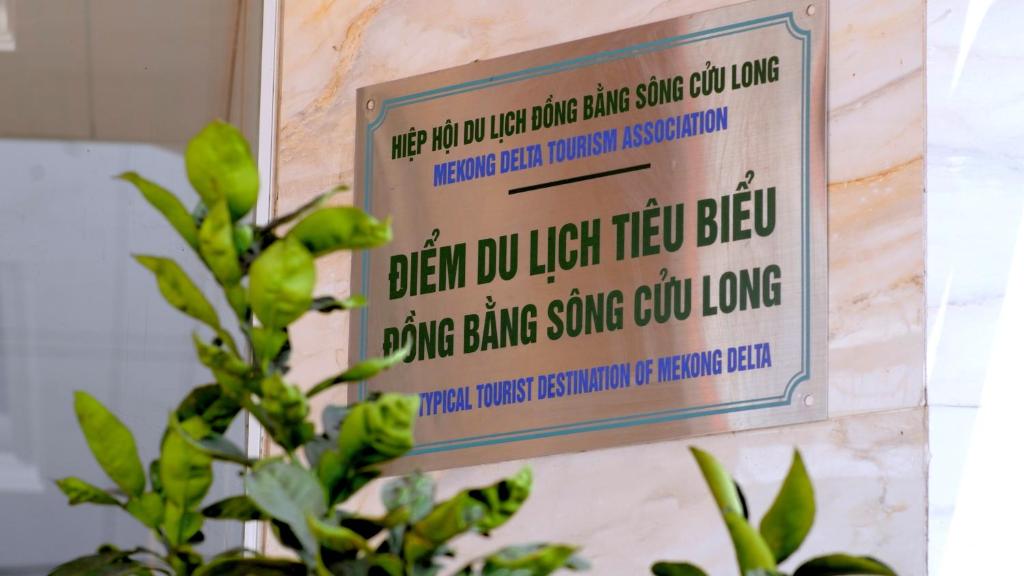 HIỆP HỘI DU LỊCH ĐỒNG BẰNG SÔNG CỬU LONG
MEKONG DELTA TOURISM ASSOCIATION
ĐIỂM DU LỊCH TIÊU BIỂU
ĐỒNG BẰNG SÔNG CỬU LONG
TYPICAL TOURIST DESTINATION OF MEKONG DELTA